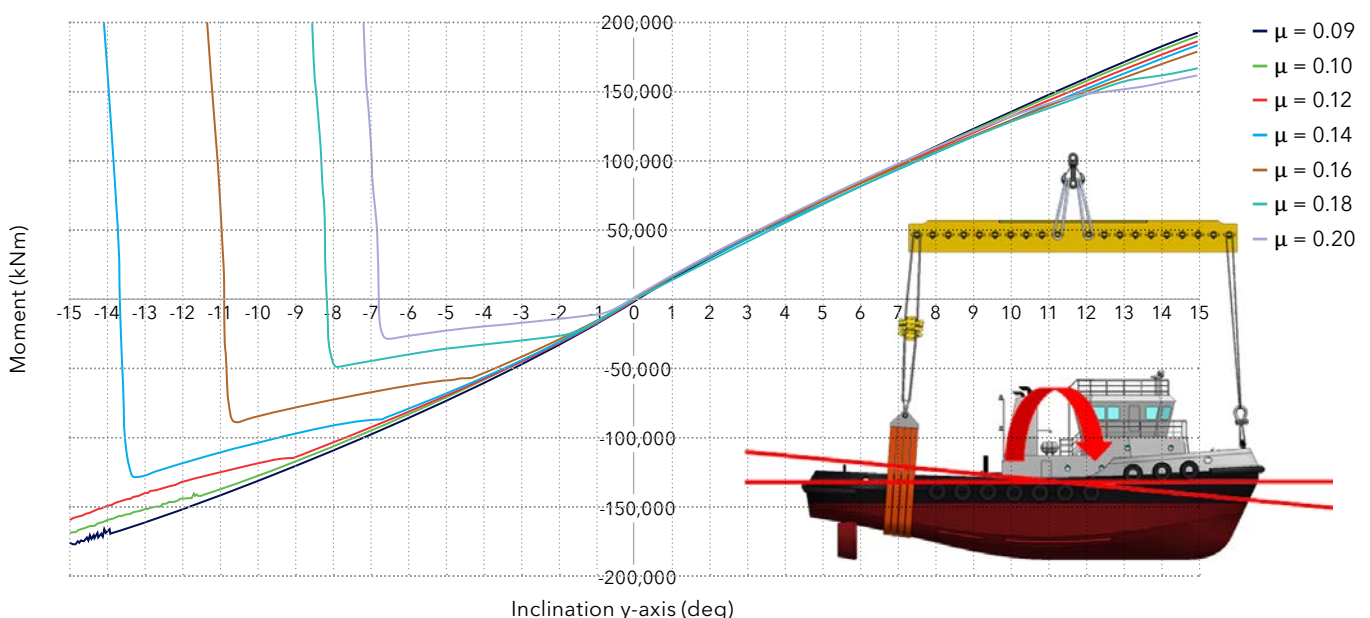 200,000
150,000
100,000
50,000
-50,000
-100,000
-150,000
-200,000
-15 -14 -13 -12 -11 -10 -9 -8 -7 -6 -5 -4 -3 -2 -1 0 1 2 3 4 5 6 7 8 9 10 11 12 13 14 15
Moment (kNm)
Inclination y-axis (deg)
μ = 0.09
μ = 0.10
μ = 0.12
μ = 0.14
μ = 0.16
μ = 0.18
μ = 0.20